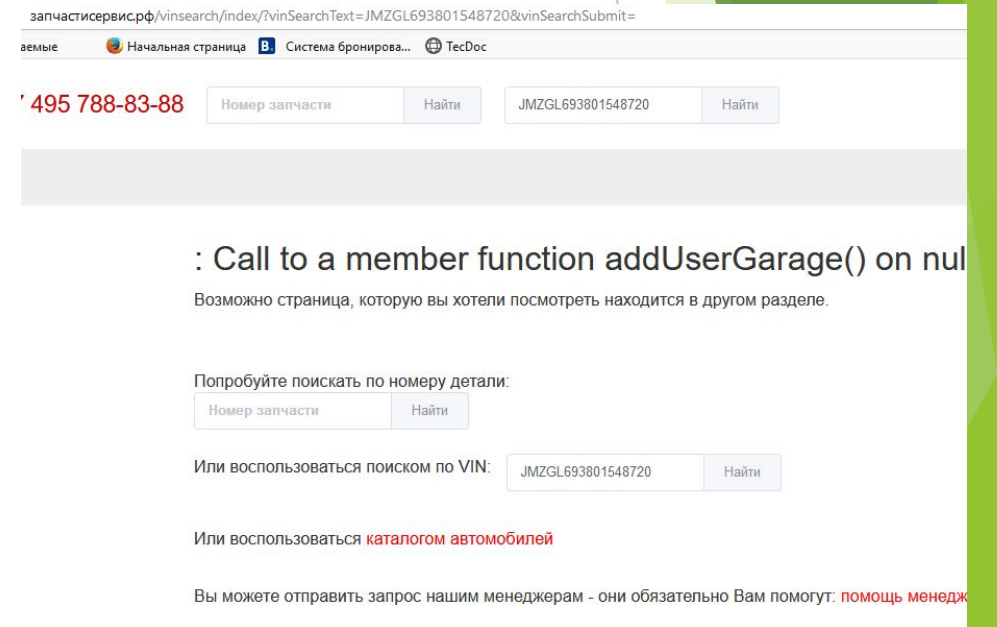 запчастисервис.рф/vinsearch/index/?vinSearchText=JMZGL693801548720&vinSearchSubmit=
аемые Начальная страница B. Система бронирова... TecDoc
495 788-83-88 Номер запчасти Найти JMZGL693801548720 Найти
: Call to a member function addUserGarage() on nul
Возможно страница, которую вы хотели посмотреть находится в другом разделе.
Попробуйте поискать по номеру детали:
Номер запчасти Найти
Или воспользоваться поиском по VIN: JMZGL693801548720 Найти
Или воспользоваться каталогом автомобилей
Вы можете отправить запрос нашим менеджерам - они обязательно Вам помогут: помощь менедж